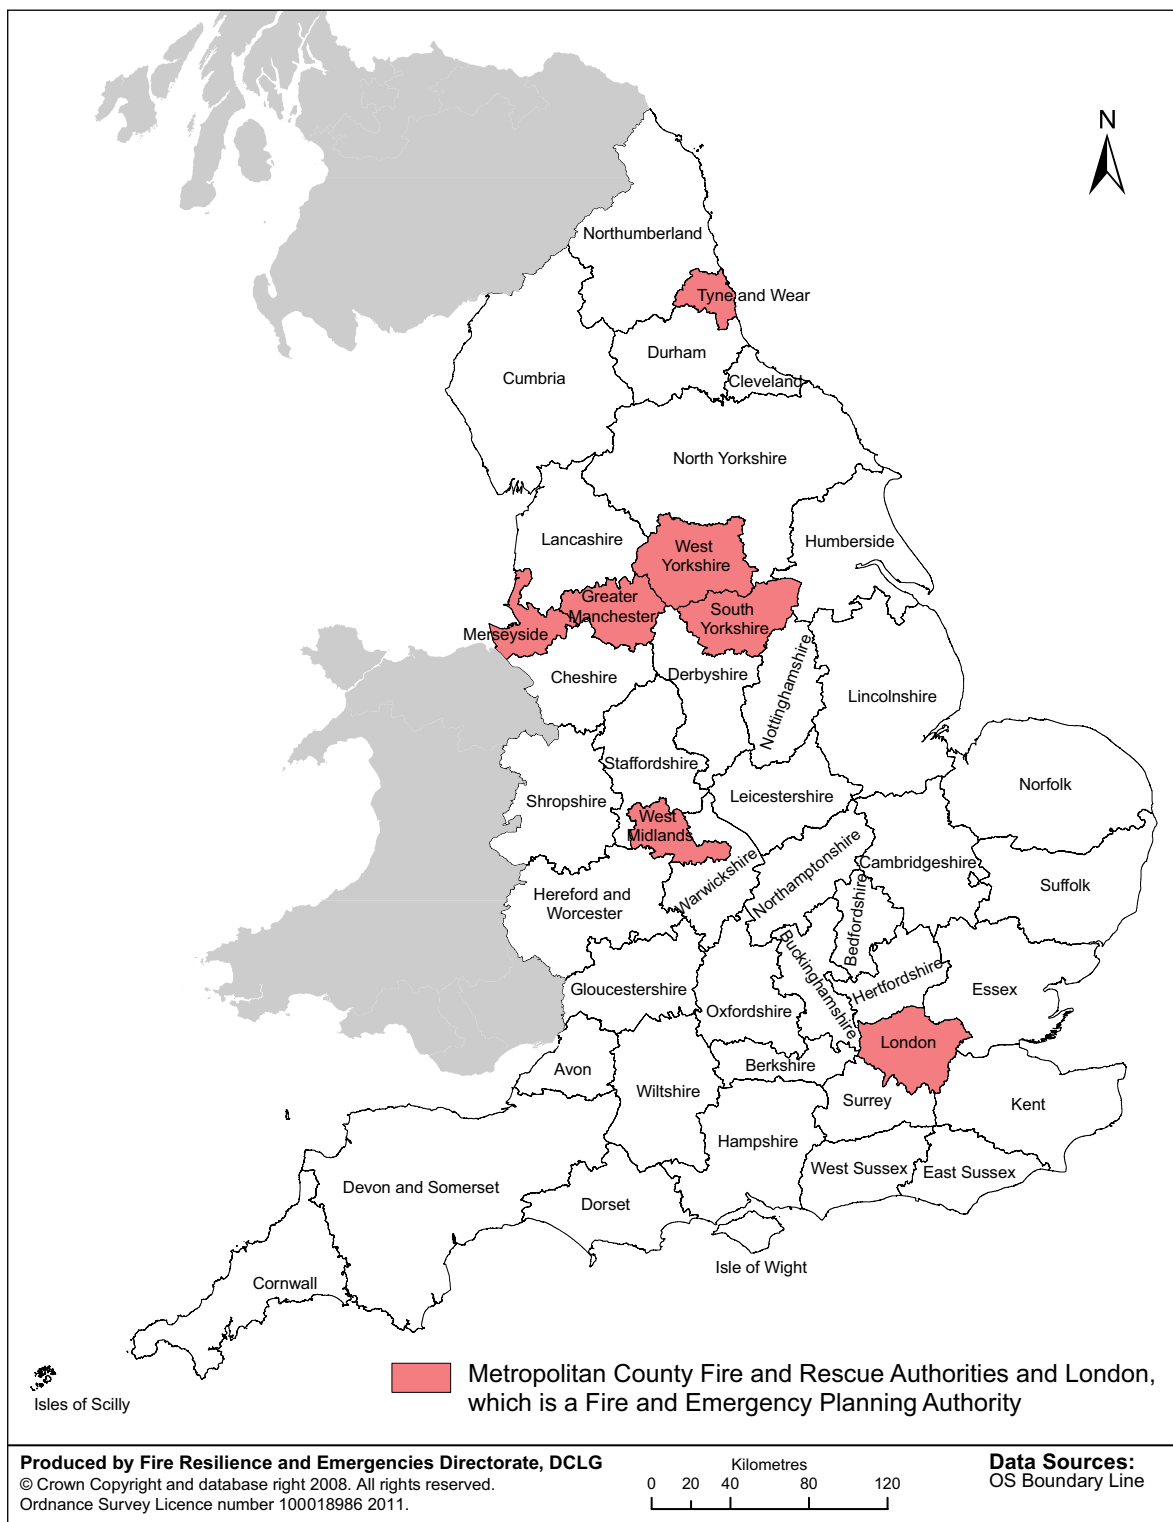 N
Northumberland
Tyne and Wear
Durham
Cumbria
Cleveland
North Yorkshire
Lancashire
West
Yorkshire
Humberside
Greater
Manchester
South
Yorkshire
Merseyside
Cheshire
Derbyshire
Nottinghamshire
Lincolnshire
Staffordshire
Shropshire
Leicestershire
Norfolk
West
Midlands
Warwickshire
Northamptonshire
Cambridgeshire
Suffolk
Hereford and
Worcester
Bedfordshire
Buckinghamshire
Hertfordshire
Essex
Gloucestershire
Oxfordshire
London
Avon
Berkshire
Wiltshire
Surrey
Kent
Hampshire
West Sussex
East Sussex
Devon and Somerset
Dorset
Isle of Wight
Cornwall
Isles of Scilly
Metropolitan County Fire and Rescue Authorities and London,
which is a Fire and Emergency Planning Authority
Produced by Fire Resilience and Emergencies Directorate, DCLG
© Crown Copyright and database right 2008. All rights reserved.
Ordnance Survey Licence number 100018986 2011.
Kilometres
0 20 40 80 120
Data Sources:
OS Boundary Line